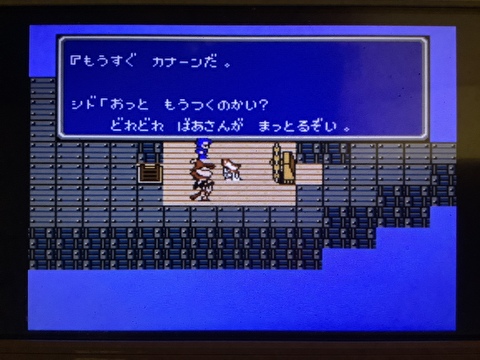 『もうすぐ カナーンだ。
シド「おっと もうつくのかい?
どれどれ ばあさんが まっとるぞい。